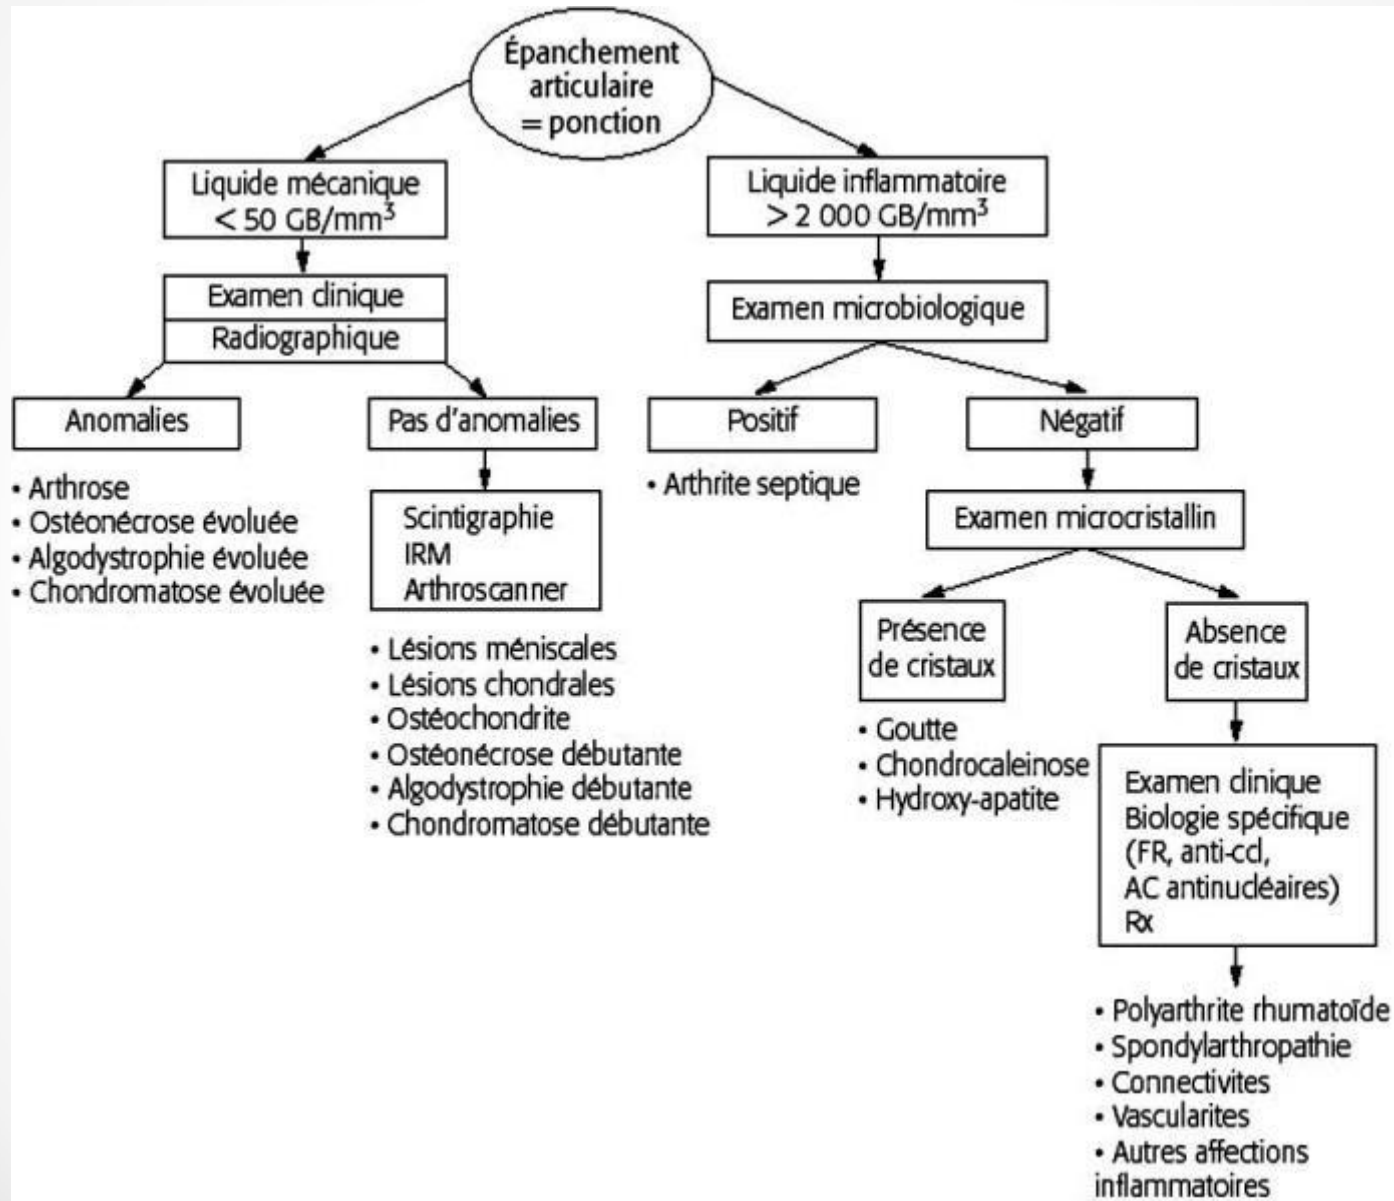 Épanchement
articulaire
= ponction
Liquide mécanique
< 50 GB/mm³
Liquide inflammatoire
> 2 000 GB/mm³
Examen clinique
Radiographique
Examen microbiologique
Anomalies
Pas d'anomalies
Positif
Négatif
• Arthrose
• Ostéonécrose évoluée
• Algodystrophie évoluée
• Chondromatose évoluée
Scintigraphie
IRM
Arthroscanner
• Lésions méniscales
• Lésions chondrales
• Ostéochondrite
• Ostéonécrose débutante
• Algodystrophie débutante
• Chondromatose débutante
• Arthrite septique
Examen microcristallin
Présence
de cristaux
Absence
de cristaux
• Goutte
• Chondrocaleinose
• Hydroxy-apatite
Examen clinique
Biologie spécifique
(FR, anti-ccl,
AC antinucléaires)
Rx
• Polyarthrite rhumatoïde
• Spondylarthropathie
• Connectivites
• Vascularites
• Autres affections
inflammatoires